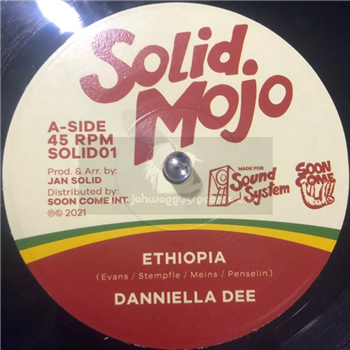 Solid.
Mojo
A-SIDE
45 RPM
SOLID01
Prod. & Arr. by:
JAN SOLID
Distributed by:
SOON COME INT.
℗© 2021
MADE FOR
Sound
System
SOON
COME
jahwaggysrecords
ETHIOPIA
(Evans / Stempfle / Meins / Penselin)
DANNIELLA DEE